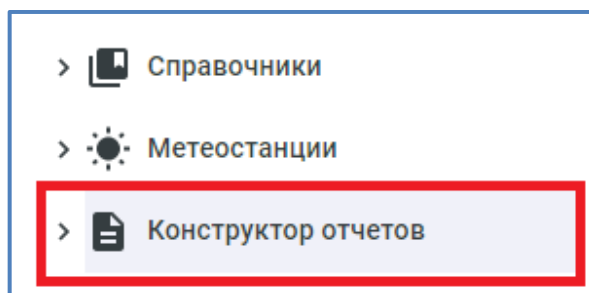 Справочники
Метеостанции
Конструктор отчетов